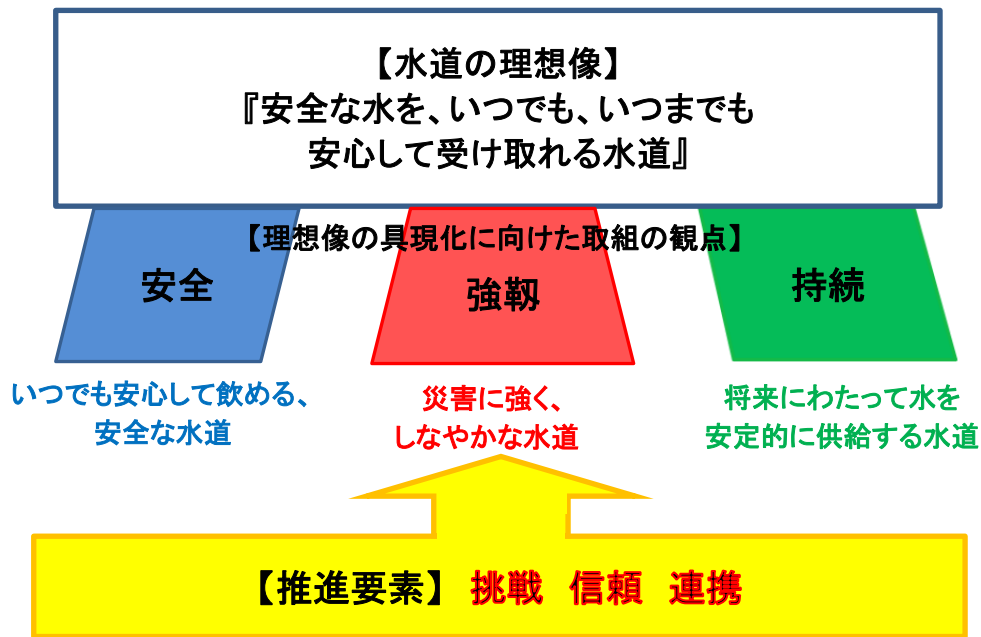 【水道の理想像】
『安全な水を、いつでも、いつまでも
安心して受け取れる水道』
【理想像の具現化に向けた取組の観点】
安全
強靱
持続
いつでも安心して飲める、
安全な水道
災害に強く、
しなやかな水道
将来にわたって水を
安定的に供給する水道
【推進要素】 挑戦 信頼 連携